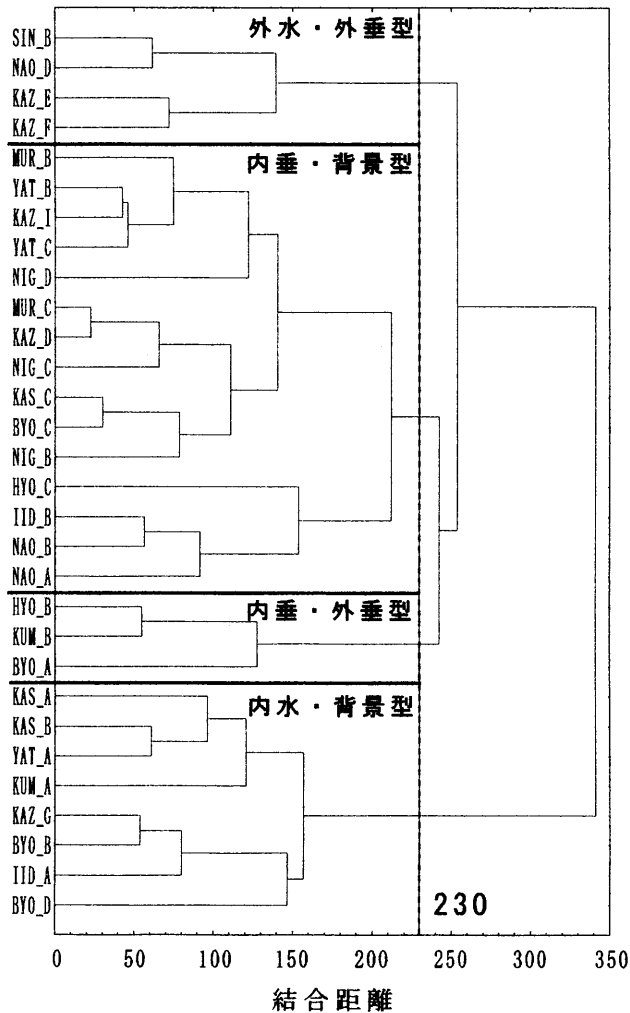 外水・外垂型
SIN_B
NAO_D
KAZ_E
KAZ_F
内垂・背景型
MUR_B
YAT_B
KAZ_I
YAT_C
NIG_D
MUR_C
KAZ_D
NIG_C
KAS_C
BYO_C
NIG_B
HYO_C
IID_B
NAO_B
NAO_A
内垂・外垂型
HYO_B
KUM_B
BYO_A
内水・背景型
KAS_A
KAS_B
YAT_A
KUM_A
KAZ_G
BYO_B
IID_A
BYO_D
230
0 50 100 150 200 250 300 350
結合距離